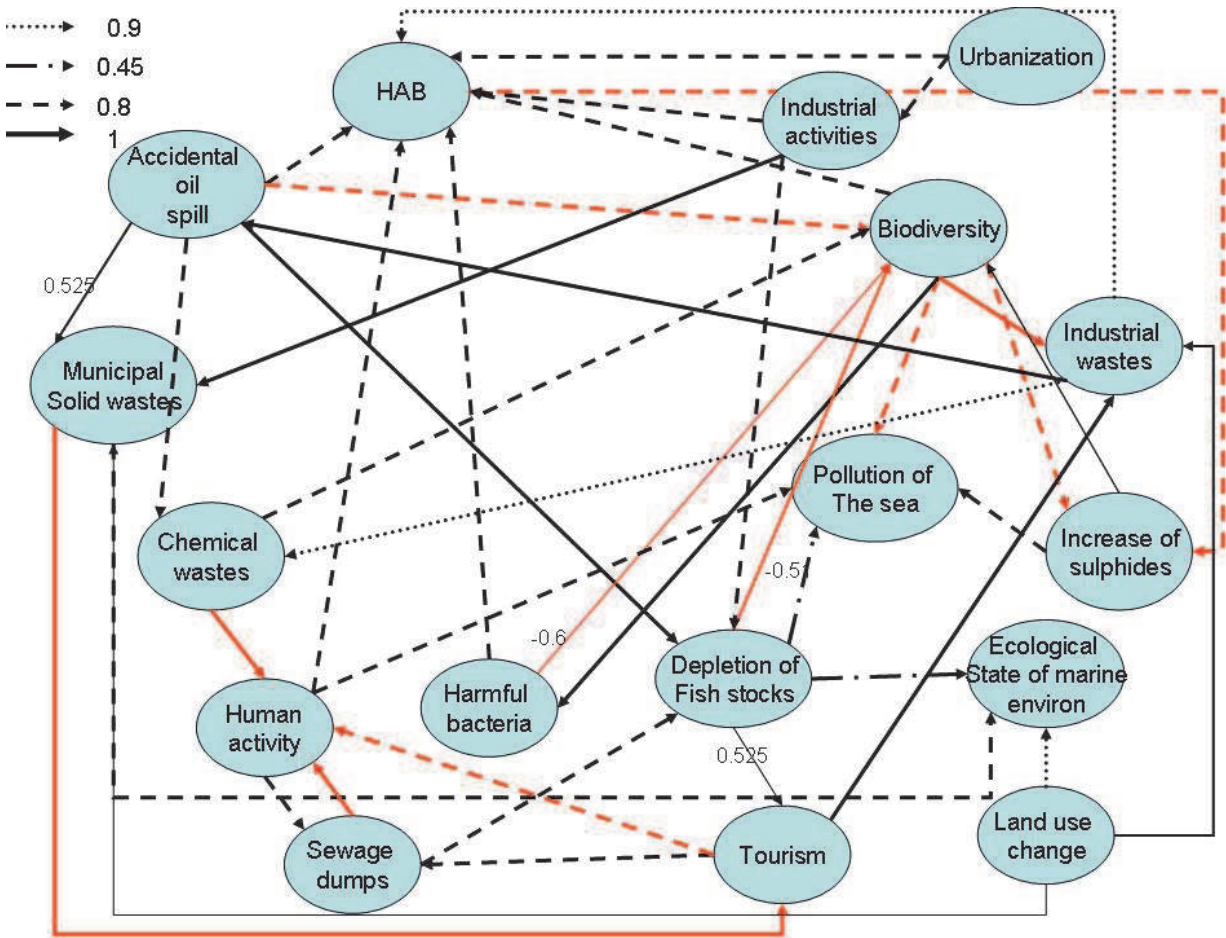 0.9
0.45
0.8
1
HAB
Urbanization
Industrial
activities
Accidental
oil
spill
Biodiversity
0.525
Industrial
wastes
Municipal
Solid wastes
Pollution of
The sea
Chemical
wastes
Increase of
sulphides
-0.51
-0.6
Ecological
State of marine
environ
Depletion of
Fish stocks
Harmful
bacteria
Human
activity
0.525
Land use
change
Sewage
dumps
Tourism